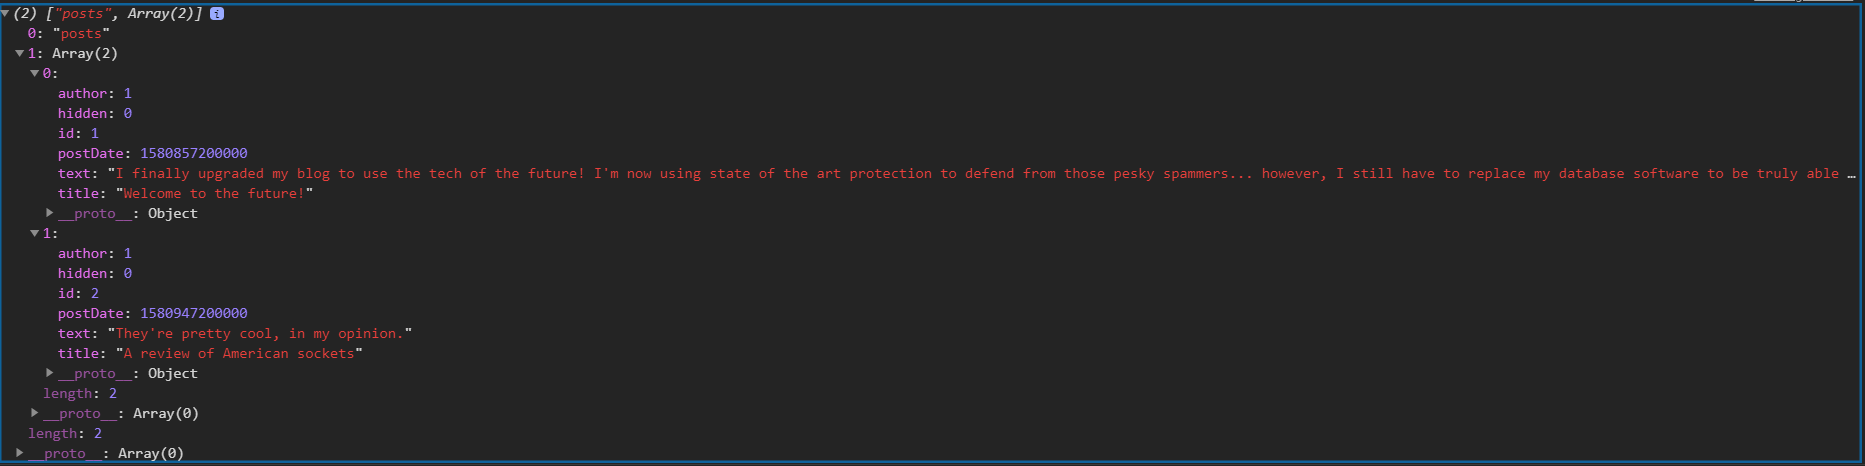 (2) ["posts", Array(2)] i
0: "posts"
1: Array(2)
0:
author: 1
hidden: 0
id: 1
postDate: 1580857200000
text: "I finally upgraded my blog to use the tech of the future! I'm now using state of the art protection to defend from those pesky spammers... however, I still have to replace my database software to be truly able …
title: "Welcome to the future!"
__proto__: Object
1:
author: 1
hidden: 0
id: 2
postDate: 1580947200000
text: "They're pretty cool, in my opinion."
title: "A review of American sockets"
__proto__: Object
length: 2
__proto__: Array(0)
length: 2
__proto__: Array(0)